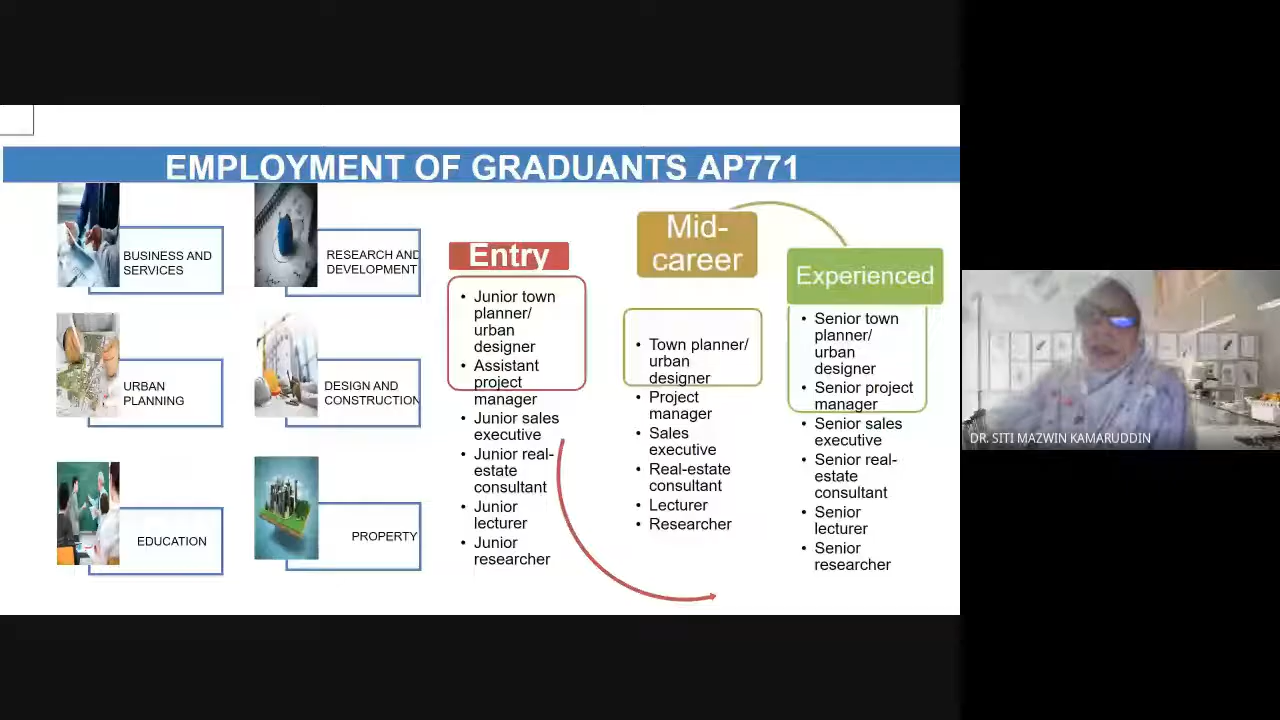 EMPLOYMENT OF GRADUANTS AP771
BUSINESS AND
SERVICES
RESEARCH AND
DEVELOPMENT
URBAN
PLANNING
DESIGN AND
CONSTRUCTION
EDUCATION
PROPERTY
Entry
• Junior town
planner/
urban
designer
• Assistant
project
manager
• Junior sales
executive
• Junior real-
estate
consultant
• Junior
lecturer
• Junior
researcher
Mid-
career
• Town planner/
urban
designer
• Project
manager
• Sales
executive
• Real-estate
consultant
• Lecturer
• Researcher
Experienced
• Senior town
planner/
urban
designer
• Senior project
manager
• Senior sales
executive
• Senior real-
estate
consultant
• Senior
lecturer
• Senior
researcher
DR. SITI MAZWIN KAMARUDDIN